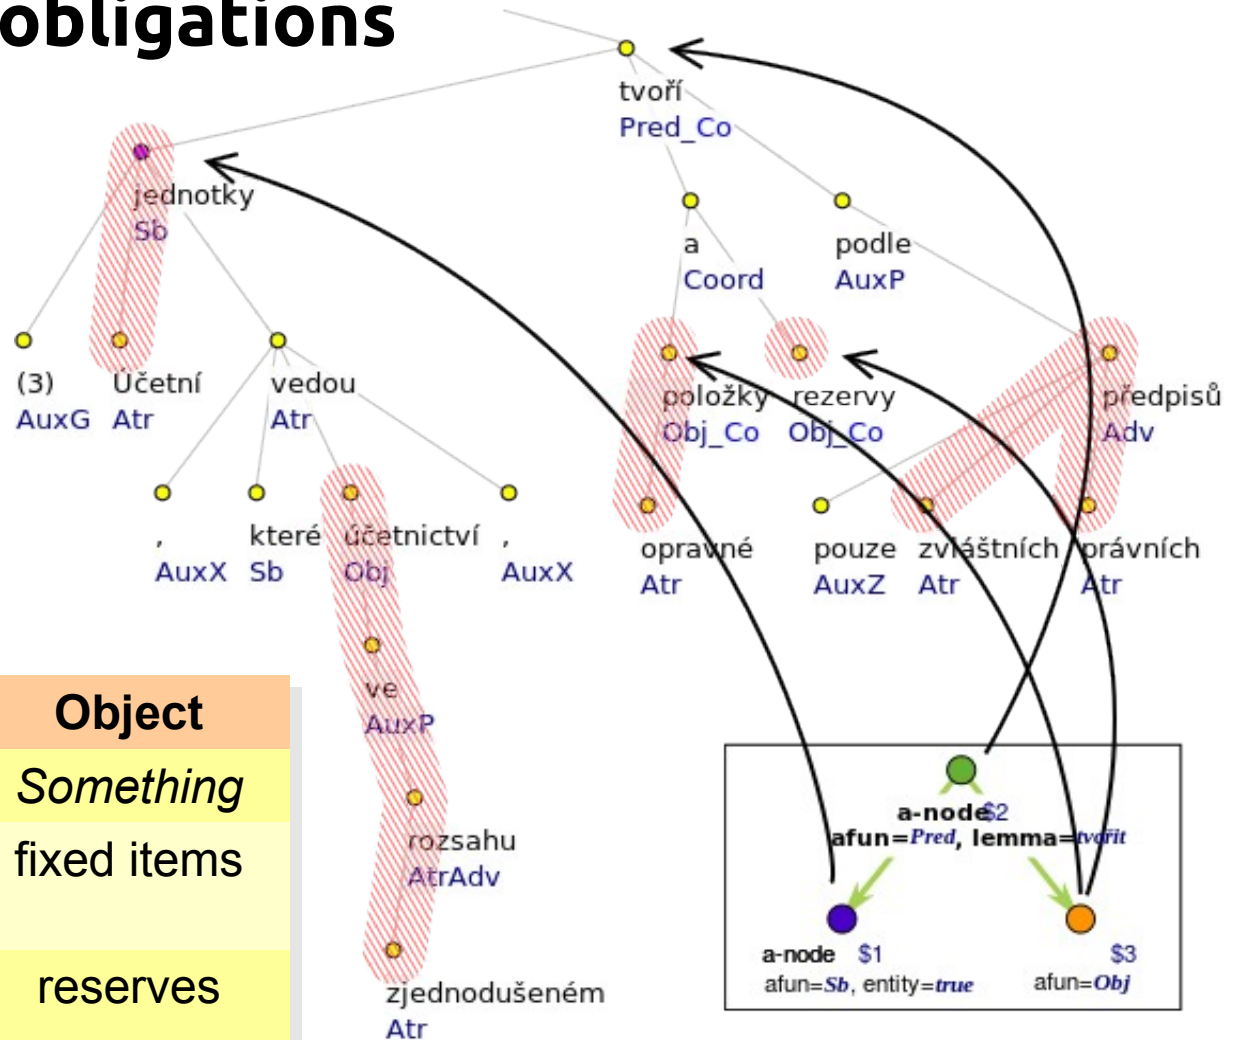 obligations
tvoří
Pred_Co
jednotky
Sb
a
Coord
podle
AuxP
(3)
AuxG
Účetní
Atr
vedou
Atr
položky
Obj_Co
rezervy
Obj_Co
předpisů
Adv
,
AuxX
které
Sb
účetnictví
Obj
,
AuxX
opravné
Atr
pouze
AuxZ
zvláštních
Atr
právních
Atr
ve
AuxP
rozsahu
AtrAdv
zjednodušeném
Atr
Object
Something
fixed items
reserves
a-node $2
afun=Pred, lemma=tvořit
a-node $1
afun=Sb, entity=true
$3
afun=Obj